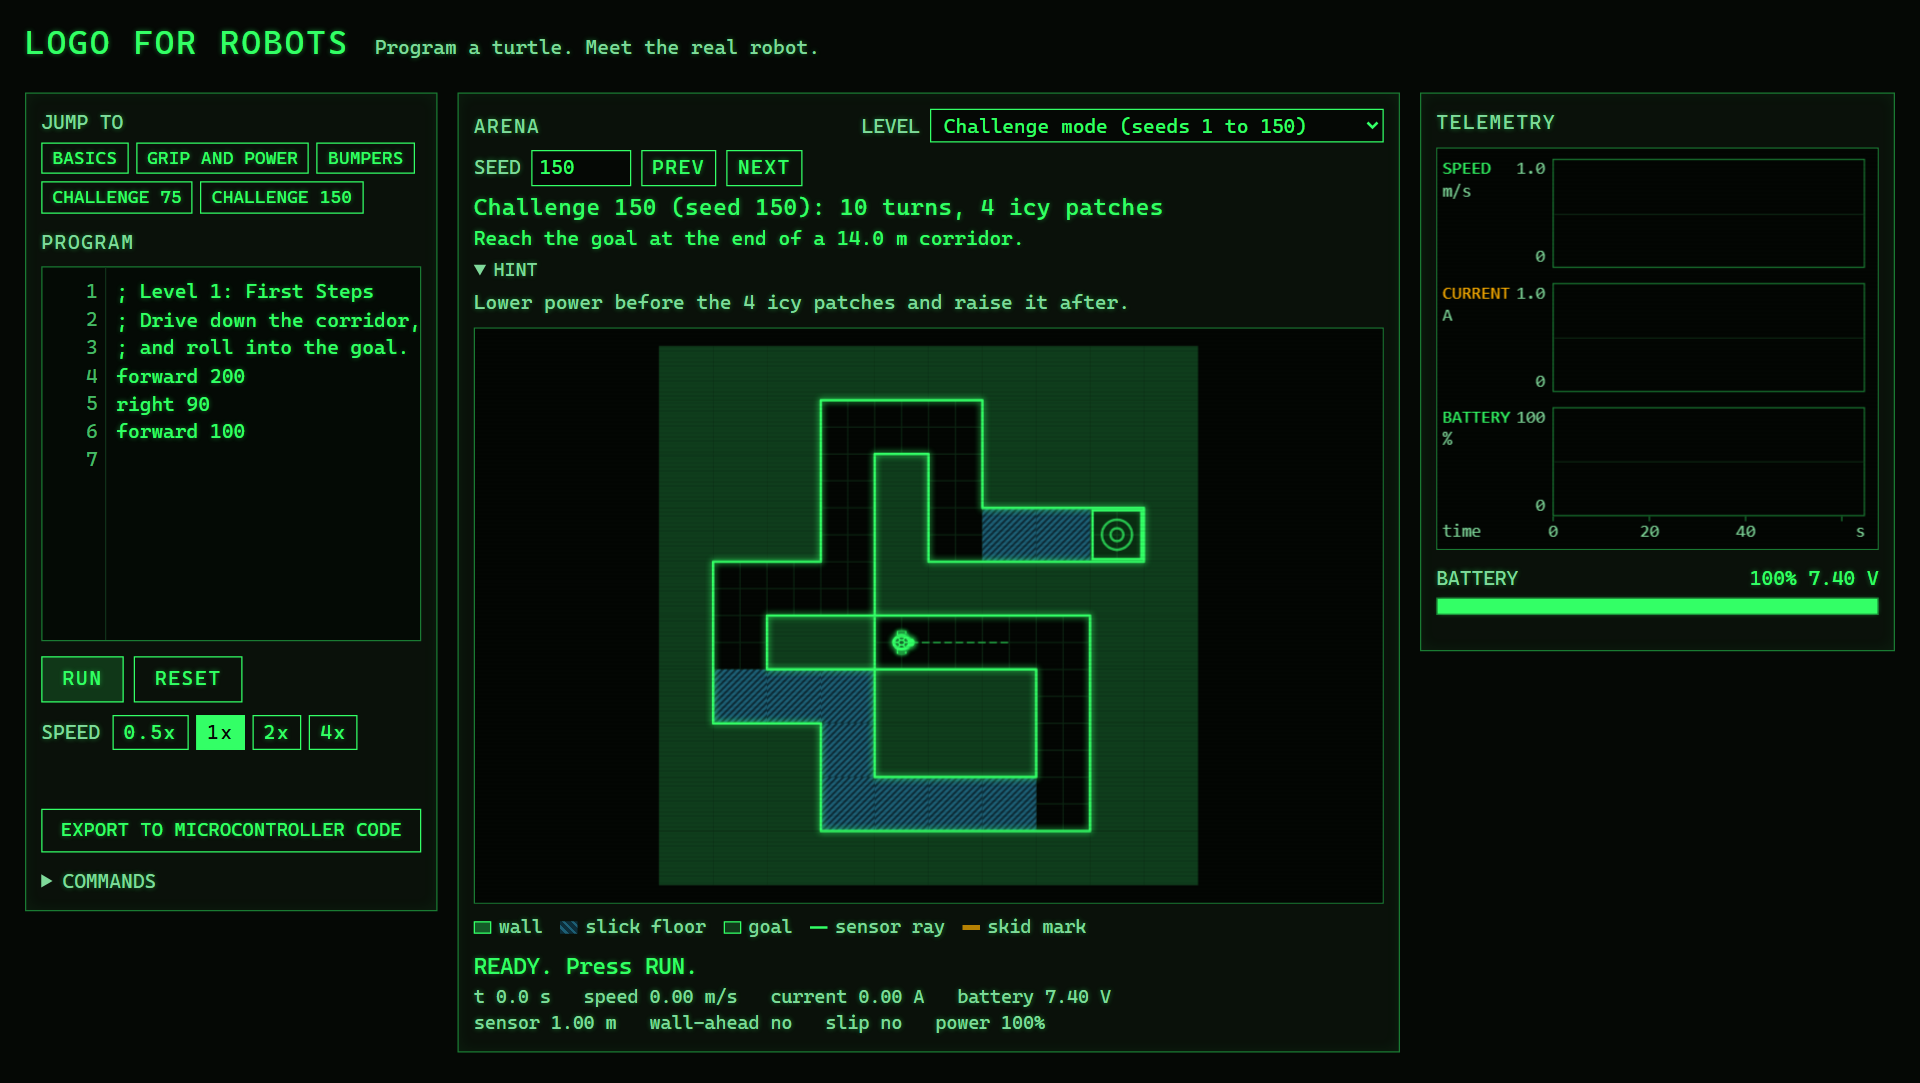 LOGO FOR ROBOTS Program a turtle. Meet the real robot.
JUMP TO
BASICS GRIP AND POWER BUMPERS
CHALLENGE 75 CHALLENGE 150
PROGRAM
1 ; Level 1: First Steps
2 ; Drive down the corridor,
3 ; and roll into the goal.
4 forward 200
5 right 90
6 forward 100
7
RUN RESET
SPEED 0.5x 1x 2x 4x
EXPORT TO MICROCONTROLLER CODE
COMMANDS
ARENA LEVEL Challenge mode (seeds 1 to 150)
SEED 150 PREV NEXT
Challenge 150 (seed 150): 10 turns, 4 icy patches
Reach the goal at the end of a 14.0 m corridor.
HINT
Lower power before the 4 icy patches and raise it after.
wall slick floor goal sensor ray skid mark
READY. Press RUN.
t 0.0 s speed 0.00 m/s current 0.00 A battery 7.40 V
sensor 1.00 m wall-ahead no slip no power 100%
TELEMETRY
SPEED 1.0
m/s
0
CURRENT 1.0
A
0
BATTERY 100
%
0
time 0 20 40 s
BATTERY 100% 7.40 V